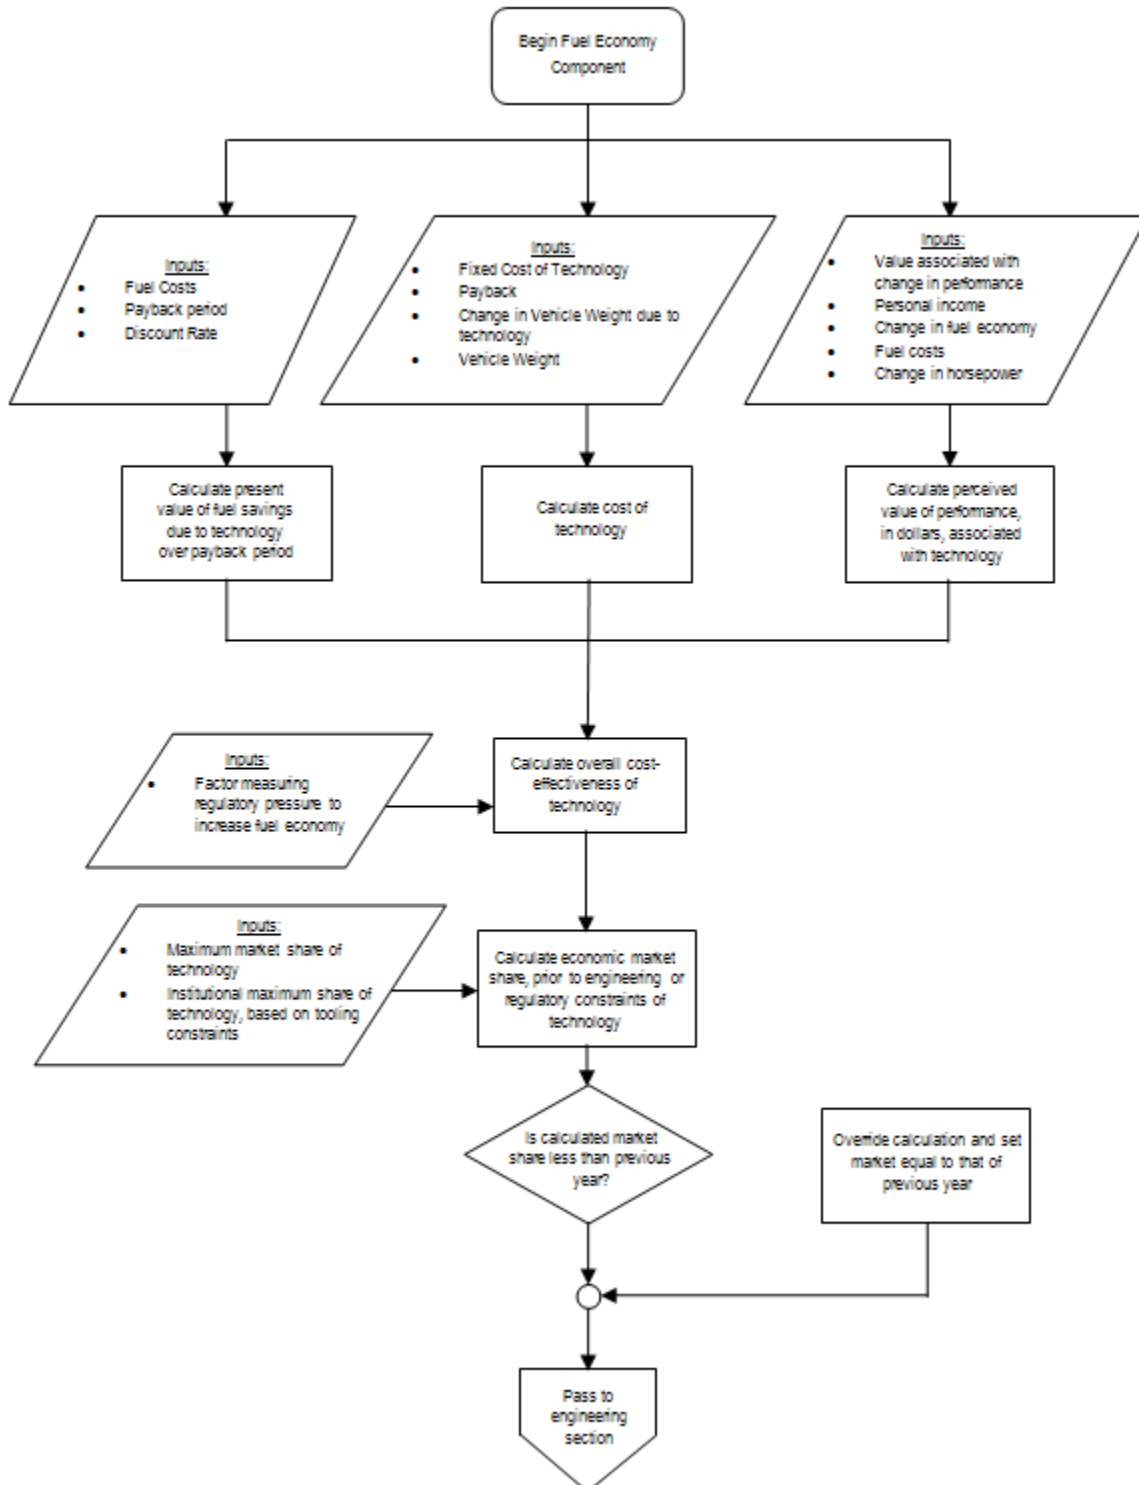 Begin Fuel Economy
Component
Inputs:
• Fuel Costs
• Payback period
• Discount Rate
Inputs:
• Fixed Cost of Technology
• Payback
• Change in Vehicle Weight due to
technology
• Vehicle Weight
Inputs:
• Value associated with
change in performance
• Personal income
• Change in fuel economy
• Fuel costs
• Change in horsepower
Calculate present
value of fuel savings
due to technology
over payback period
Calculate cost of
technology
Calculate perceived
value of performance,
in dollars, associated
with technology
Inputs:
• Factor measuring
regulatory pressure to
increase fuel economy
Calculate overall cost-
effectiveness of
technology
Inputs:
• Maximum market share of
technology
• Institutional maximum share of
technology, based on tooling
constraints
Calculate economic market
share, prior to engineering or
regulatory constraints of
technology
Is calculated market
share less than previous
year?
Override calculation and set
market equal to that of
previous year
Pass to
engineering
section